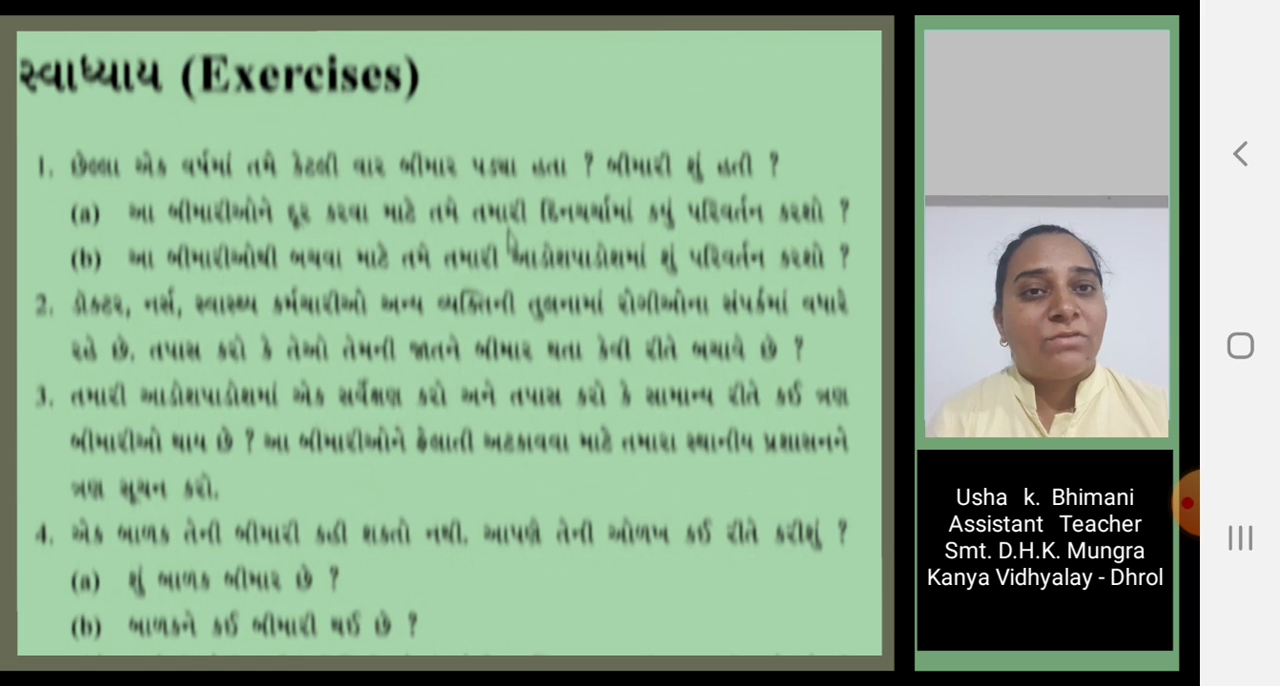 સ્વાધ્યાય (Exercises)
1. છેલ્લા એક વર્ષમાં તમે કેટલી વાર બીમાર પડ્યા હતા ? બીમારી શું હતી ?
(a) આ બીમારીઓને દૂર કરવા માટે તમે તમારી દિનચર્યામાં કયું પરિવર્તન કરશો ?
(b) આ બીમારીઓથી બચવા માટે તમે તમારી આડોશપાડોશમાં શું પરિવર્તન કરશો ?
2. ડૉક્ટર, નર્સ, સ્વાસ્થ્ય કર્મચારીઓ અન્ય વ્યક્તિની તુલનામાં રોગીઓના સંપર્કમાં વધારે
રહે છે. તપાસ કરો કે તેઓ તેમની જાતને બીમાર થતા કેવી રીતે બચાવે છે ?
3. તમારી આડોશપાડોશમાં એક સર્વેક્ષણ કરો અને તપાસ કરો કે સામાન્ય રીતે કઈ ત્રણ
બીમારીઓ થાય છે ? આ બીમારીઓને ફેલાતી અટકાવવા માટે તમારા સ્થાનીય પ્રશાસનને
ત્રણ સૂચન કરો.
4. એક બાળક તેની બીમારી કહી શકતો નથી. આપણે તેની ઓળખ કઈ રીતે કરીશું ?
(a) શું બાળક બીમાર છે ?
(b) બાળકને કઈ બીમારી થઈ છે ?
Usha k. Bhimani
Assistant Teacher
Smt. D.H.K. Mungra
Kanya Vidhyalay - Dhrol